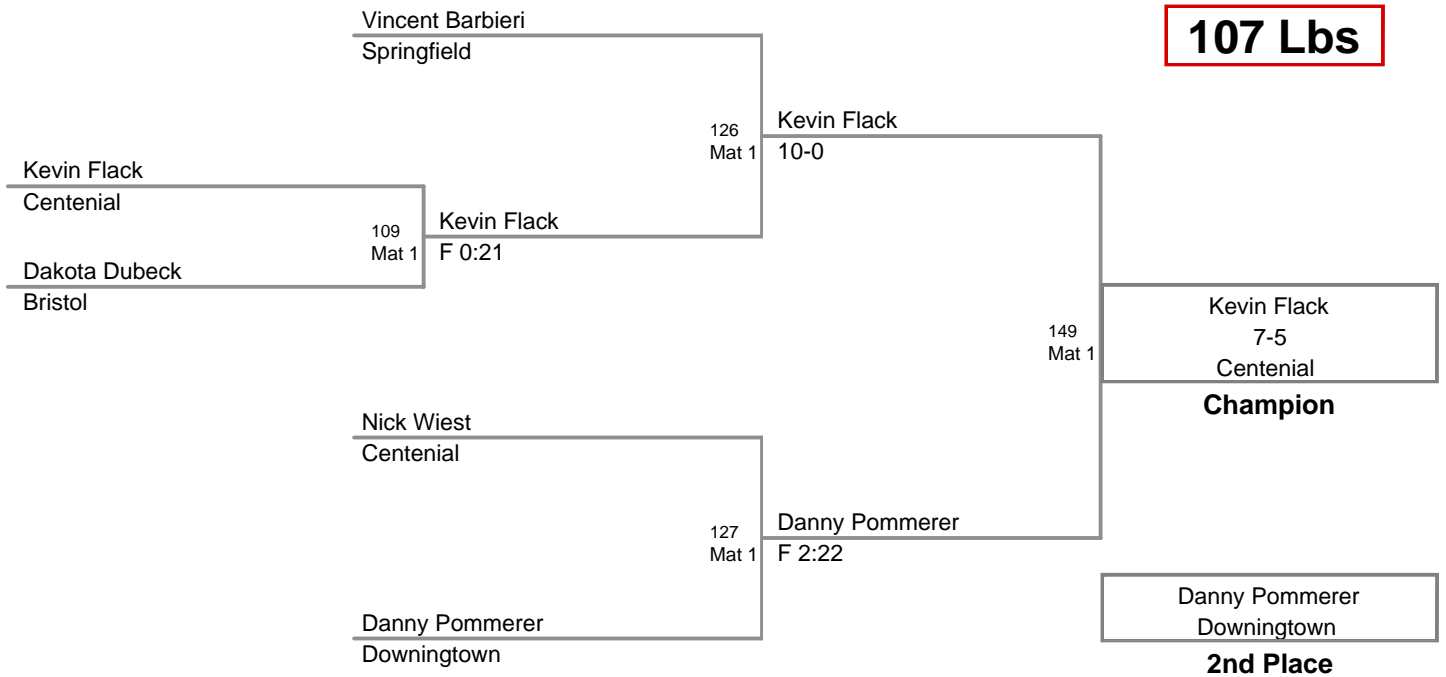 107 Lbs
Vincent Barbieri
Springfield
126
Mat 1
Kevin Flack
10-0
Kevin Flack
Centenial
109
Mat 1
Kevin Flack
F 0:21
Dakota Dubeck
Bristol
149
Mat 1
Kevin Flack
7-5
Centenial
Champion
Nick Wiest
Centenial
127
Mat 1
Danny Pommerer
F 2:22
Danny Pommerer
Downingtown
Danny Pommerer
Downingtown
2nd Place